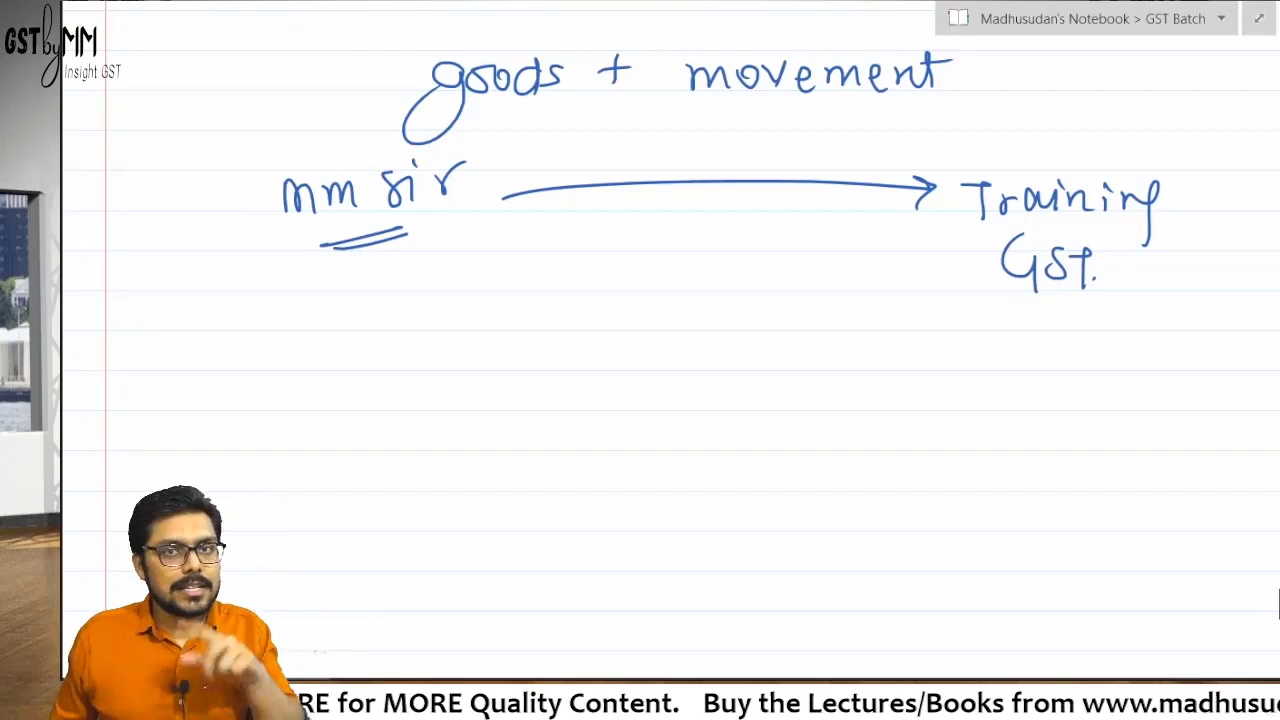 GST by MM
Insight GST
Madhusudan's Notebook > GST Batch
goods + movement
mm sir → Training
GST.
RE for MORE Quality Content. Buy the Lectures/Books from www.madhusu